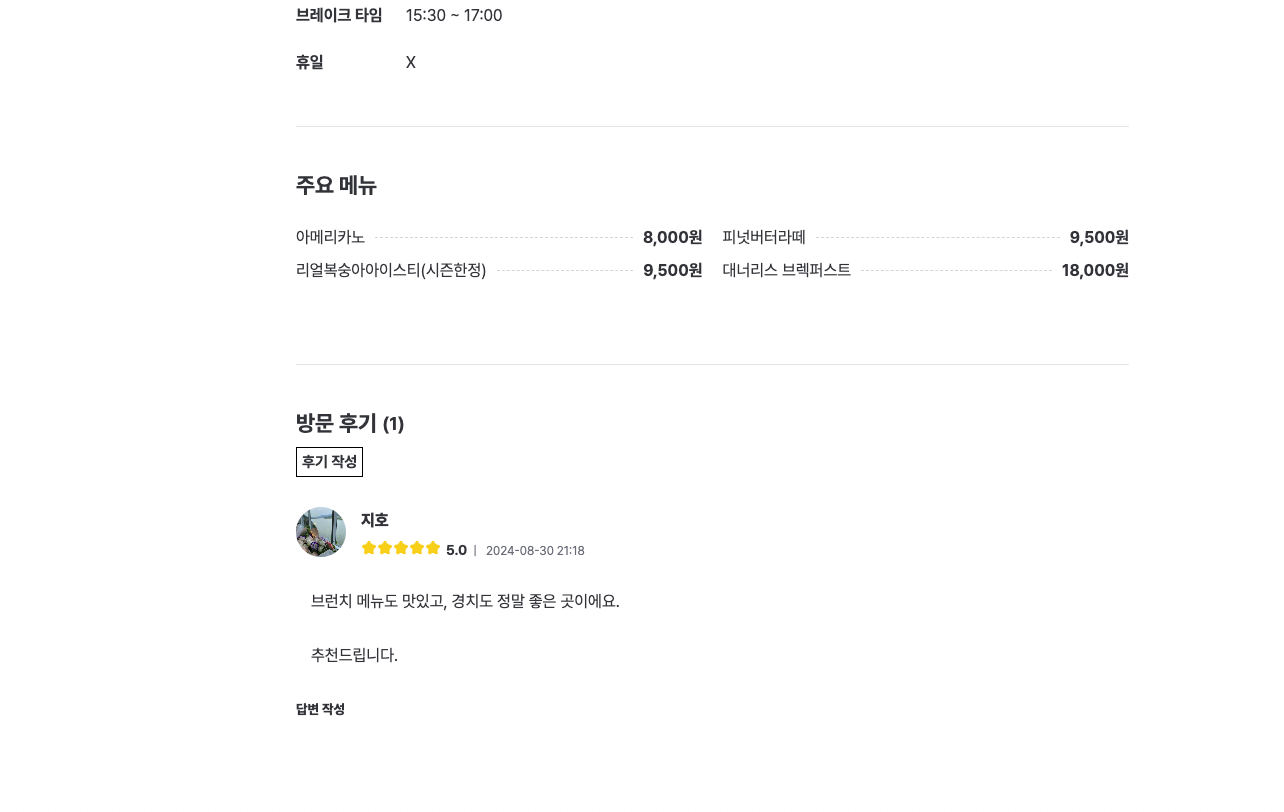 브레이크 타임 15:30 ~ 17:00
휴일 X
주요 메뉴
아메리카노 8,000원 피넛버터라떼 9,500원
리얼복숭아아이스티(시즌한정) 9,500원 대너리스 브렉퍼스트 18,000원
방문 후기 (1)
후기 작성
지호
5.0 | 2024-08-30 21:18
브런치 메뉴도 맛있고, 경치도 정말 좋은 곳이에요.
추천드립니다.
답변 작성